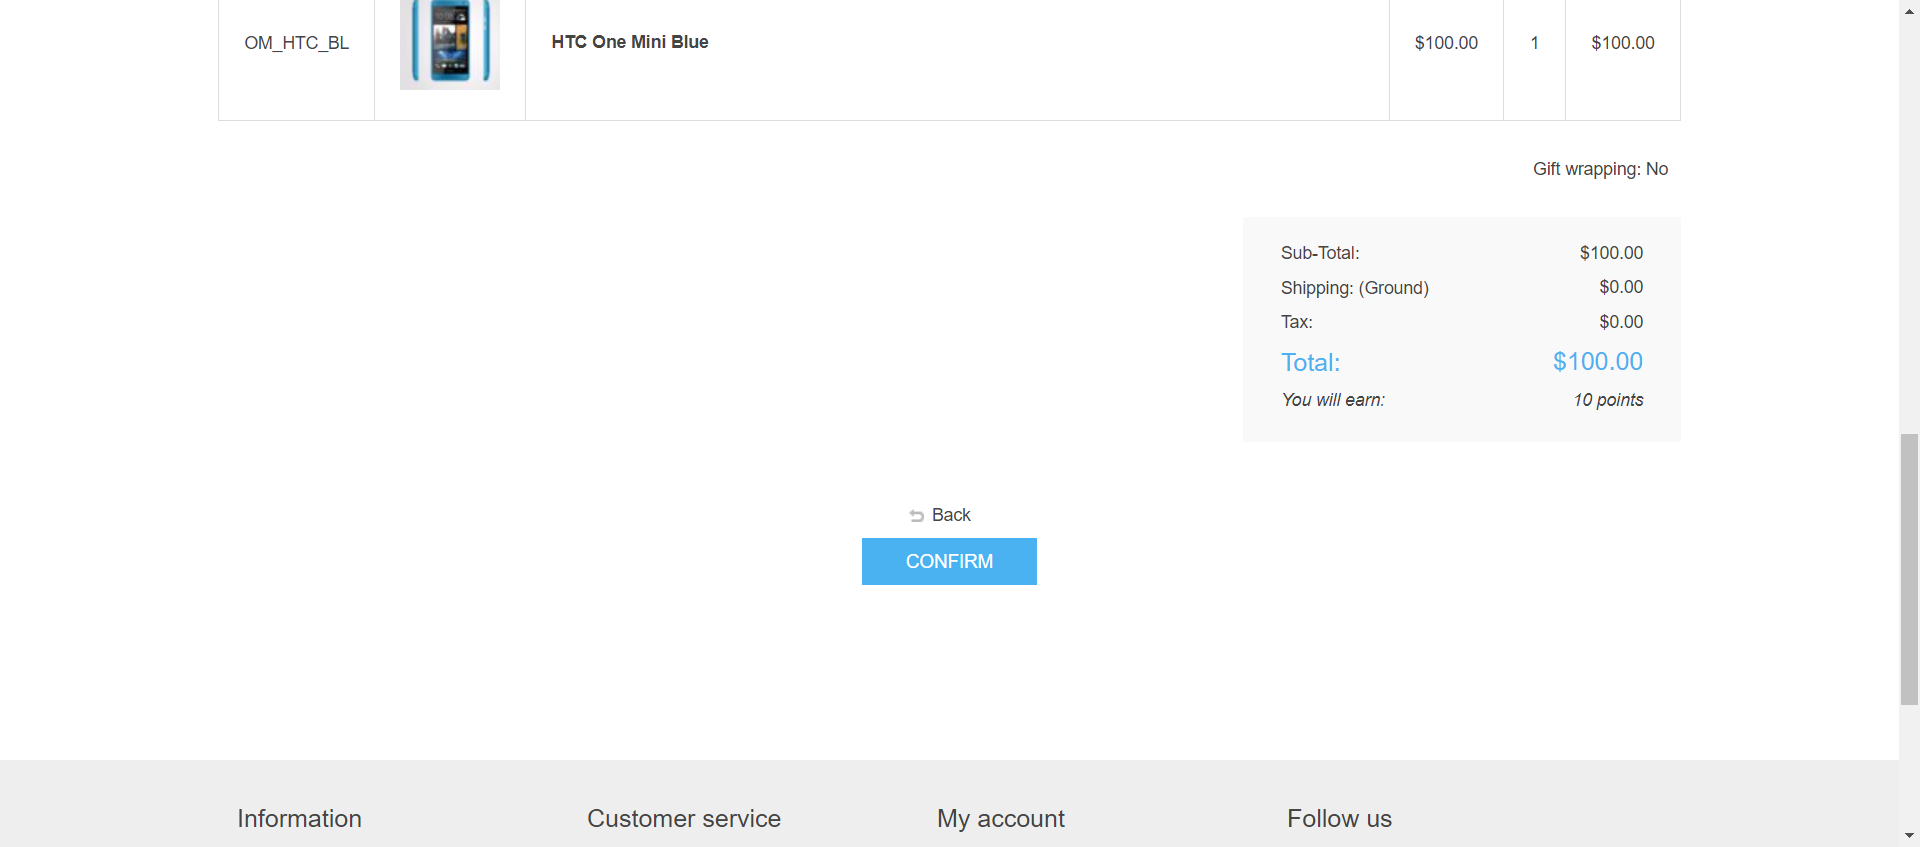 OM_HTC_BL HTC One Mini Blue $100.00 1 $100.00
Gift wrapping: No
Sub-Total: $100.00
Shipping: (Ground) $0.00
Tax: $0.00
Total: $100.00
You will earn: 10 points
Back
CONFIRM
Information Customer service My account Follow us